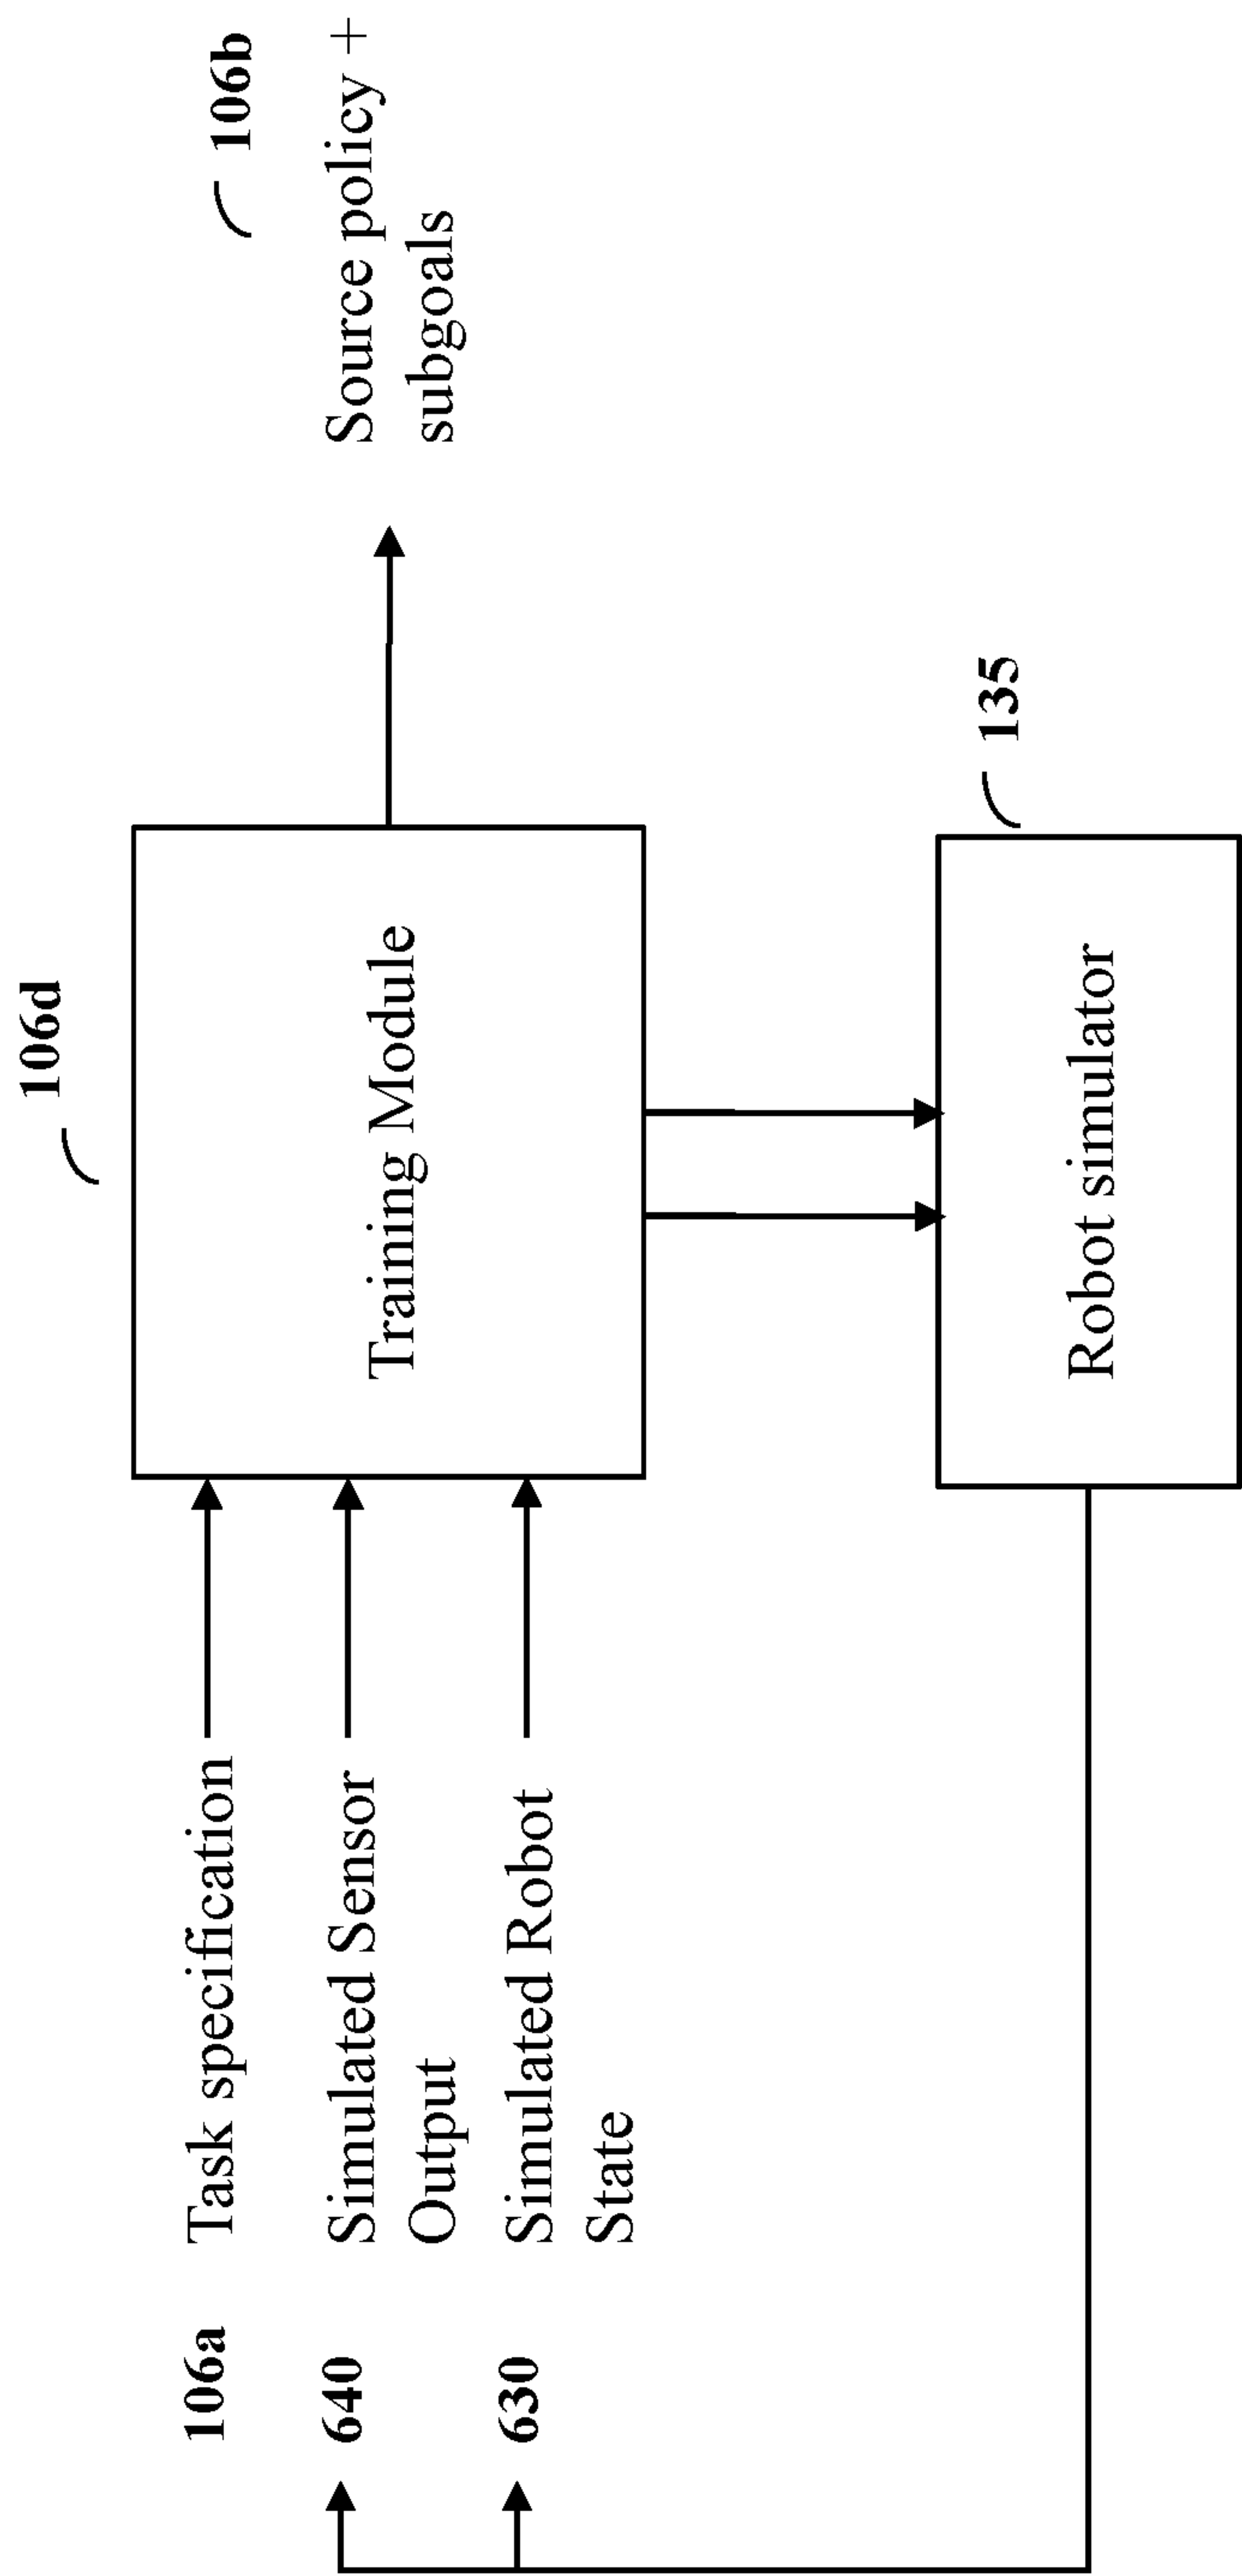 106d
106b
106a
Task specification
640
Simulated Sensor
Output
630
Simulated Robot
State
Training Module
Source policy +
subgoals
135
Robot simulator